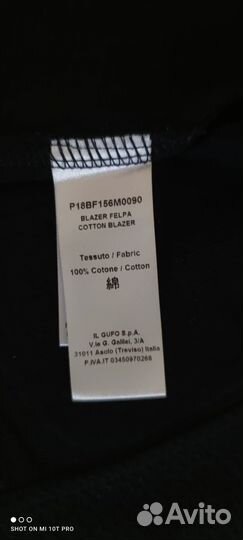 P18BF156M0090
BLAZER FELPA
COTTON BLAZER
Tessuto / Fabric
100% Cotone / Cotton
綿
IL GUFO S.p.A.
V.le G. Galilei, 3/A
31011 Asolo (Treviso) Italia
P.IVA.IT 03450970268
SHOT ON MI 10T PRO
Avito